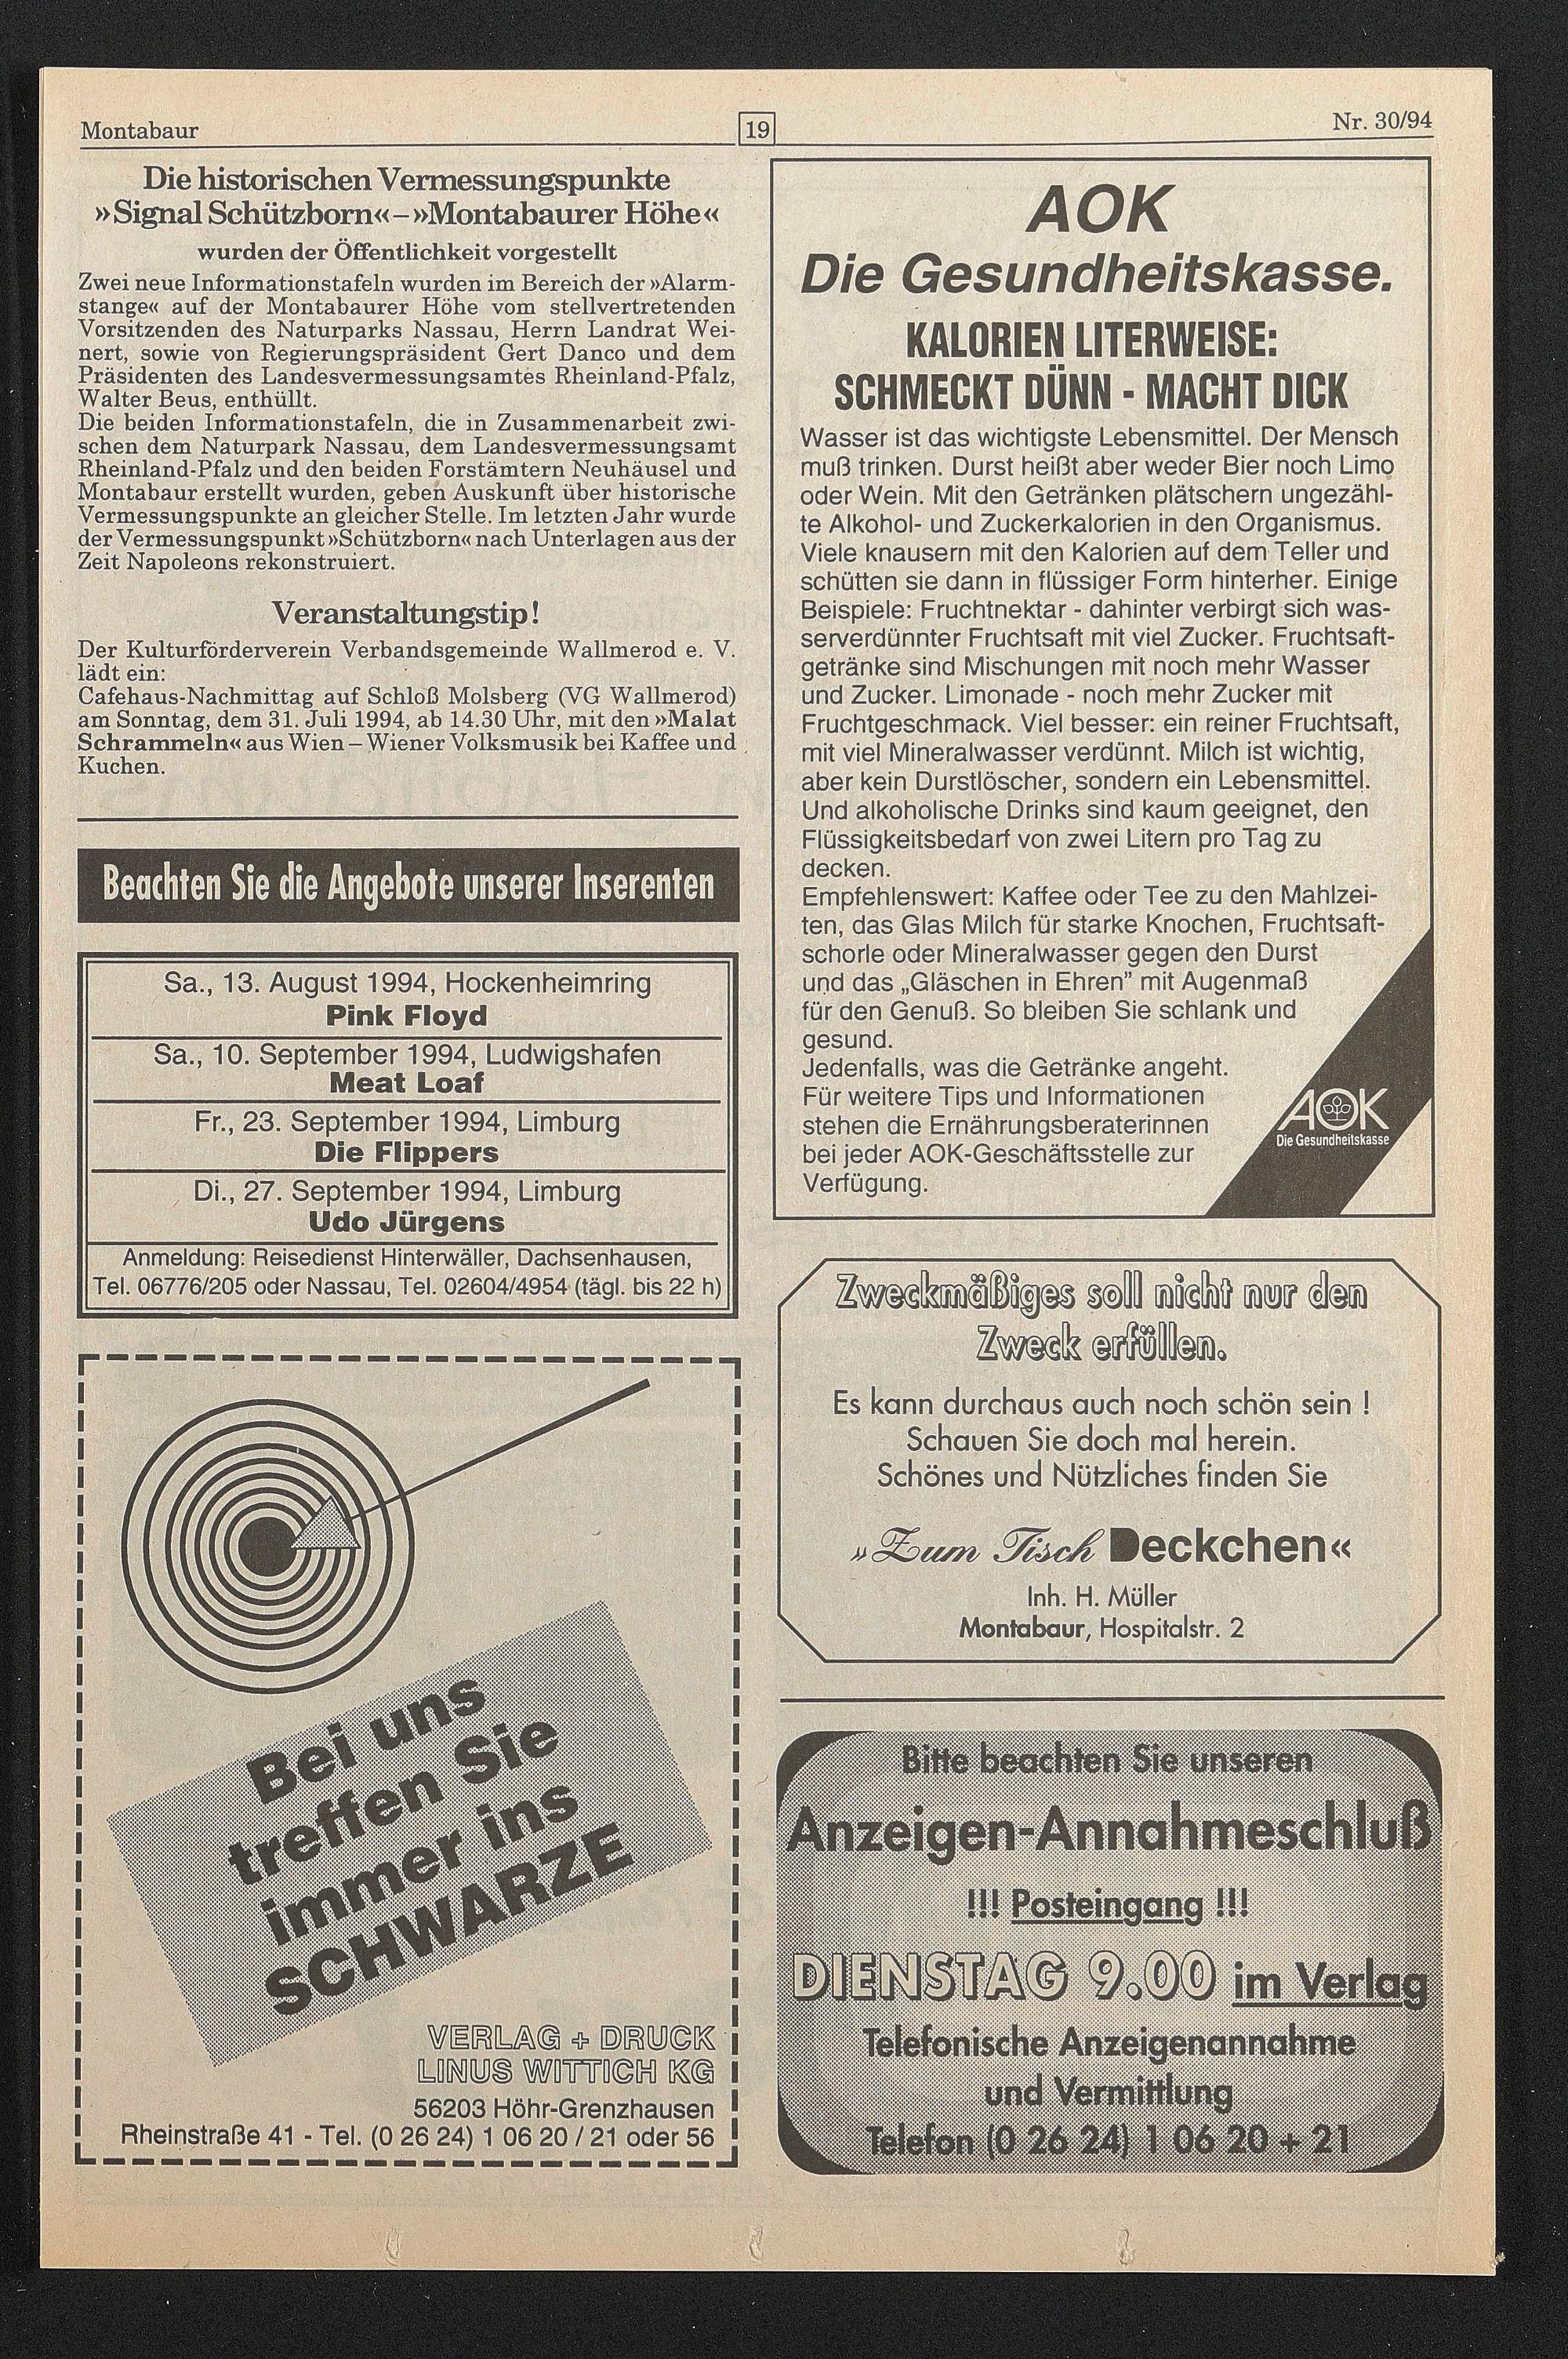 Montabaur
19
Nr. 30/94
Die historischen Vermessungspunkte
»Signal Schützborn«–»Montabaurer Höhe«
wurden der Öffentlichkeit vorgestellt
Zwei neue Informationstafeln wurden im Bereich der »Alarm-
stange« auf der Montabaurer Höhe vom stellvertretenden
Vorsitzenden des Naturparks Nassau, Herrn Landrat Wei-
nert, sowie von Regierungspräsident Gert Danco und dem
Präsidenten des Landesvermessungsamtes Rheinland-Pfalz,
Walter Beus, enthüllt.
Die beiden Informationstafeln, die in Zusammenarbeit zwi-
schen dem Naturpark Nassau, dem Landesvermessungsamt
Rheinland-Pfalz und den beiden Forstämtern Neuhäusel und
Montabaur erstellt wurden, geben Auskunft über historische
Vermessungspunkte an gleicher Stelle. Im letzten Jahr wurde
der Vermessungspunkt »Schützborn« nach Unterlagen aus der
Zeit Napoleons rekonstruiert.
Veranstaltungstip!
Der Kulturförderverein Verbandsgemeinde Wallmerod e. V.
lädt ein:
Cafehaus-Nachmittag auf Schloß Molsberg (VG Wallmerod)
am Sonntag, dem 31. Juli 1994, ab 14.30 Uhr, mit den »Malat
Schrammeln« aus Wien – Wiener Volksmusik bei Kaffee und
Kuchen.
Beachten Sie die Angebote unserer Inserenten
Sa., 13. August 1994, Hockenheimring
Pink Floyd
Sa., 10. September 1994, Ludwigshafen
Meat Loaf
Fr., 23. September 1994, Limburg
Die Flippers
Di., 27. September 1994, Limburg
Udo Jürgens
Anmeldung: Reisedienst Hinterwäller, Dachsenhausen,
Tel. 06776/205 oder Nassau, Tel. 02604/4954 (tägl. bis 22 h)
Bei uns
treffen Sie
immer ins
SCHWARZE
VERLAG + DRUCK
LINUS WITTICH KG
56203 Höhr-Grenzhausen
Rheinstraße 41 - Tel. (0 26 24) 1 06 20 / 21 oder 56
AOK
Die Gesundheitskasse.
KALORIEN LITERWEISE:
SCHMECKT DÜNN - MACHT DICK
Wasser ist das wichtigste Lebensmittel. Der Mensch
muß trinken. Durst heißt aber weder Bier noch Limo
oder Wein. Mit den Getränken plätschern ungezähl-
te Alkohol- und Zuckerkalorien in den Organismus.
Viele knausern mit den Kalorien auf dem Teller und
schütten sie dann in flüssiger Form hinterher. Einige
Beispiele: Fruchtnektar - dahinter verbirgt sich was-
serverdünnter Fruchtsaft mit viel Zucker. Fruchtsaft-
getränke sind Mischungen mit noch mehr Wasser
und Zucker. Limonade - noch mehr Zucker mit
Fruchtgeschmack. Viel besser: ein reiner Fruchtsaft,
mit viel Mineralwasser verdünnt. Milch ist wichtig,
aber kein Durstlöscher, sondern ein Lebensmittel.
Und alkoholische Drinks sind kaum geeignet, den
Flüssigkeitsbedarf von zwei Litern pro Tag zu
decken.
Empfehlenswert: Kaffee oder Tee zu den Mahlzei-
ten, das Glas Milch für starke Knochen, Fruchtsaft-
schorle oder Mineralwasser gegen den Durst
und das „Gläschen in Ehren” mit Augenmaß
für den Genuß. So bleiben Sie schlank und
gesund.
Jedenfalls, was die Getränke angeht.
Für weitere Tips und Informationen
stehen die Ernährungsberaterinnen
bei jeder AOK-Geschäftsstelle zur
Verfügung.
AOK
Die Gesundheitskasse
Zweckmäßiges soll nicht nur den
Zweck erfüllen.
Es kann durchaus auch noch schön sein !
Schauen Sie doch mal herein.
Schönes und Nützliches finden Sie
»Zum Tisch Deckchen«
Inh. H. Müller
Montabaur, Hospitalstr. 2
Bitte beachten Sie unseren
Anzeigen-Annahmeschluß
!!! Posteingang !!!
DIENSTAG 9.00 im Verlag
Telefonische Anzeigenannahme
und Vermittlung
Telefon (0 26 24) 1 06 20 + 21